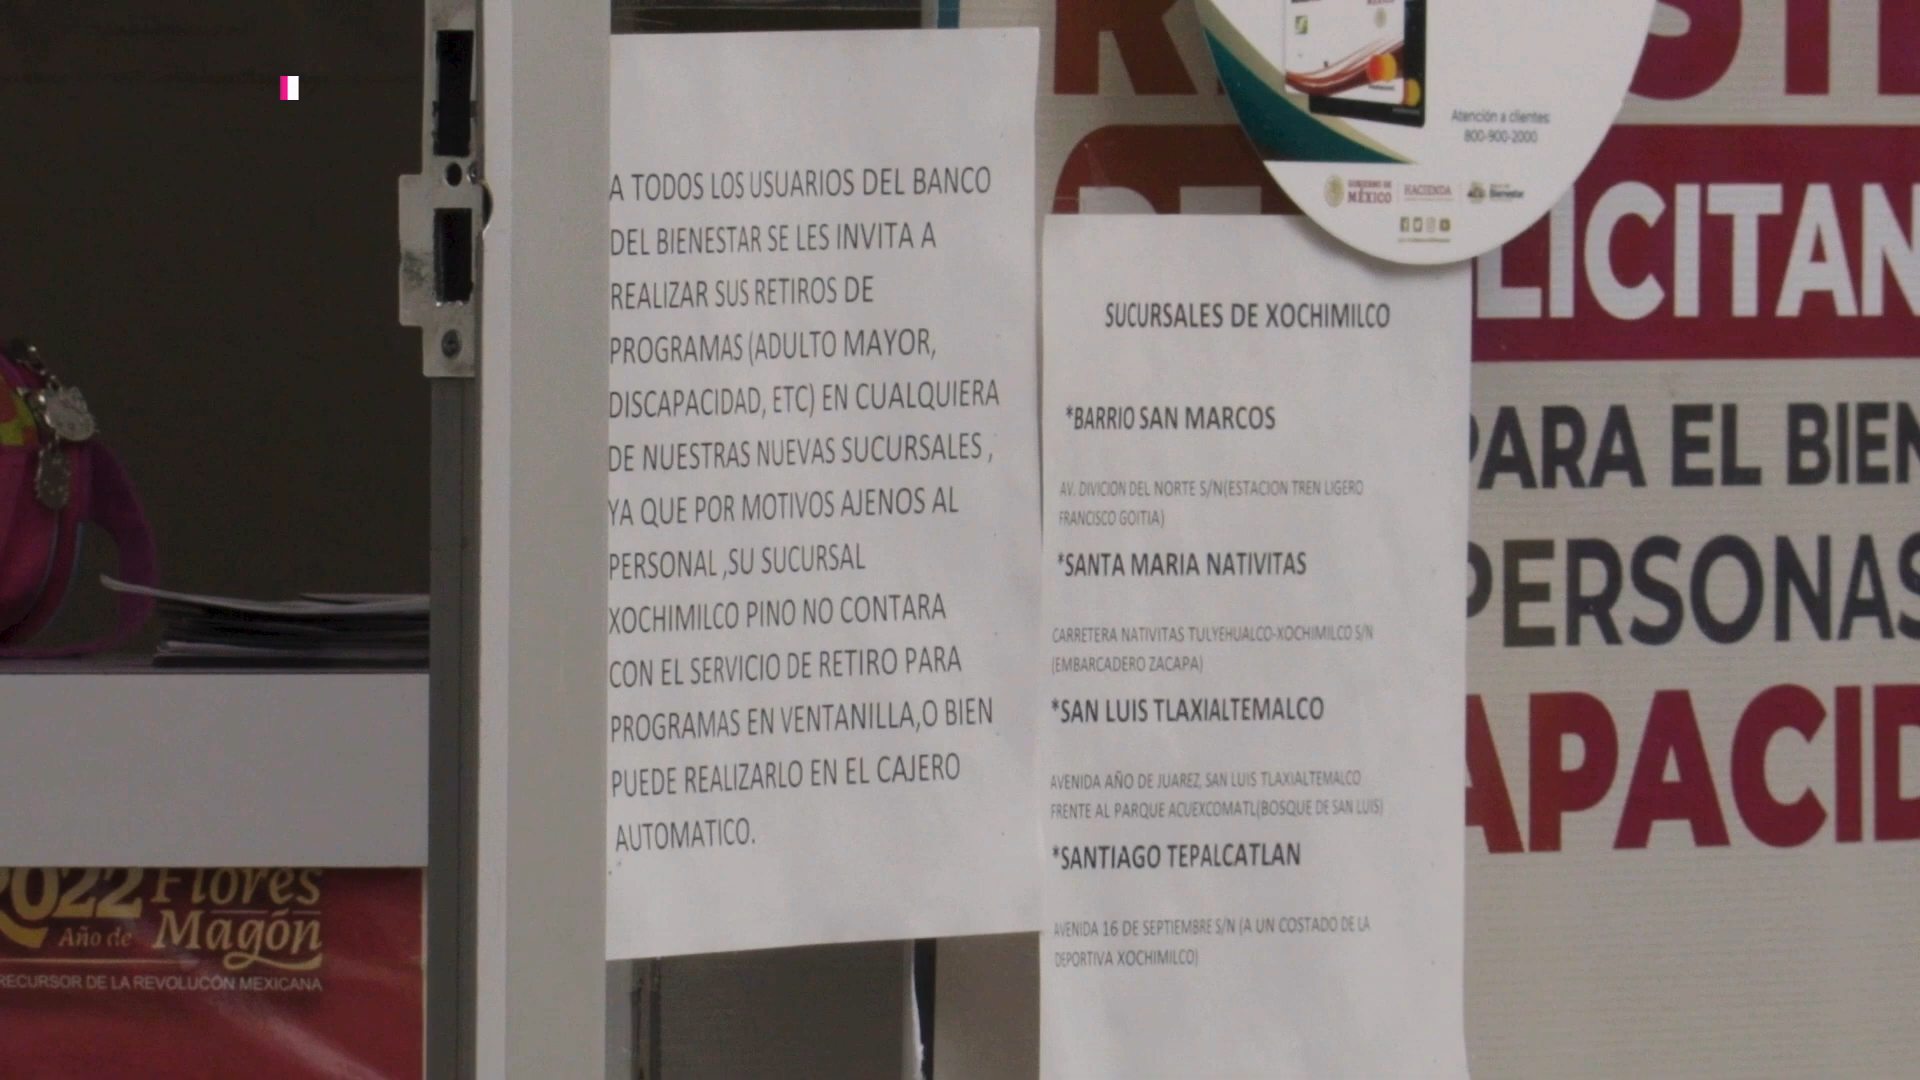 A TODOS LOS USUARIOS DEL BANCO
DEL BIENESTAR SE LES INVITA A
REALIZAR SUS RETIROS DE
PROGRAMAS (ADULTO MAYOR,
DISCAPACIDAD, ETC) EN CUALQUIERA
DE NUESTRAS NUEVAS SUCURSALES ,
YA QUE POR MOTIVOS AJENOS AL
PERSONAL ,SU SUCURSAL
XOCHIMILCO PINO NO CONTARA
CON EL SERVICIO DE RETIRO PARA
PROGRAMAS EN VENTANILLA,O BIEN
PUEDE REALIZARLO EN EL CAJERO
AUTOMATICO.
SUCURSALES DE XOCHIMILCO
*BARRIO SAN MARCOS
AV. DIVICION DEL NORTE S/N(ESTACION TREN LIGERO
FRANCISCO GOITIA)
*SANTA MARIA NATIVITAS
CARRETERA NATIVITAS TULYEHUALCO-XOCHIMILCO S/N
(EMBARCADERO ZACAPA)
*SAN LUIS TLAXIALTEMALCO
AVENIDA AÑO DE JUAREZ, SAN LUIS TLAXIALTEMALCO
FRENTE AL PARQUE ACUEXCOMATL(BOSQUE DE SAN LUIS)
*SANTIAGO TEPALCATLAN
AVENIDA 16 DE SEPTIEMBRE S/N (A UN COSTADO DE LA
DEPORTIVA XOCHIMILCO)
Atención a clientes:
800-900-2000
GOBIERNO DE
MÉXICO
HACIENDA
Bienestar
LICITAN
PARA EL BIEN
PERSONAS
APACID
2022 Flores
Año de Magón
RECURSOR DE LA REVOLUCÓN MEXICANA